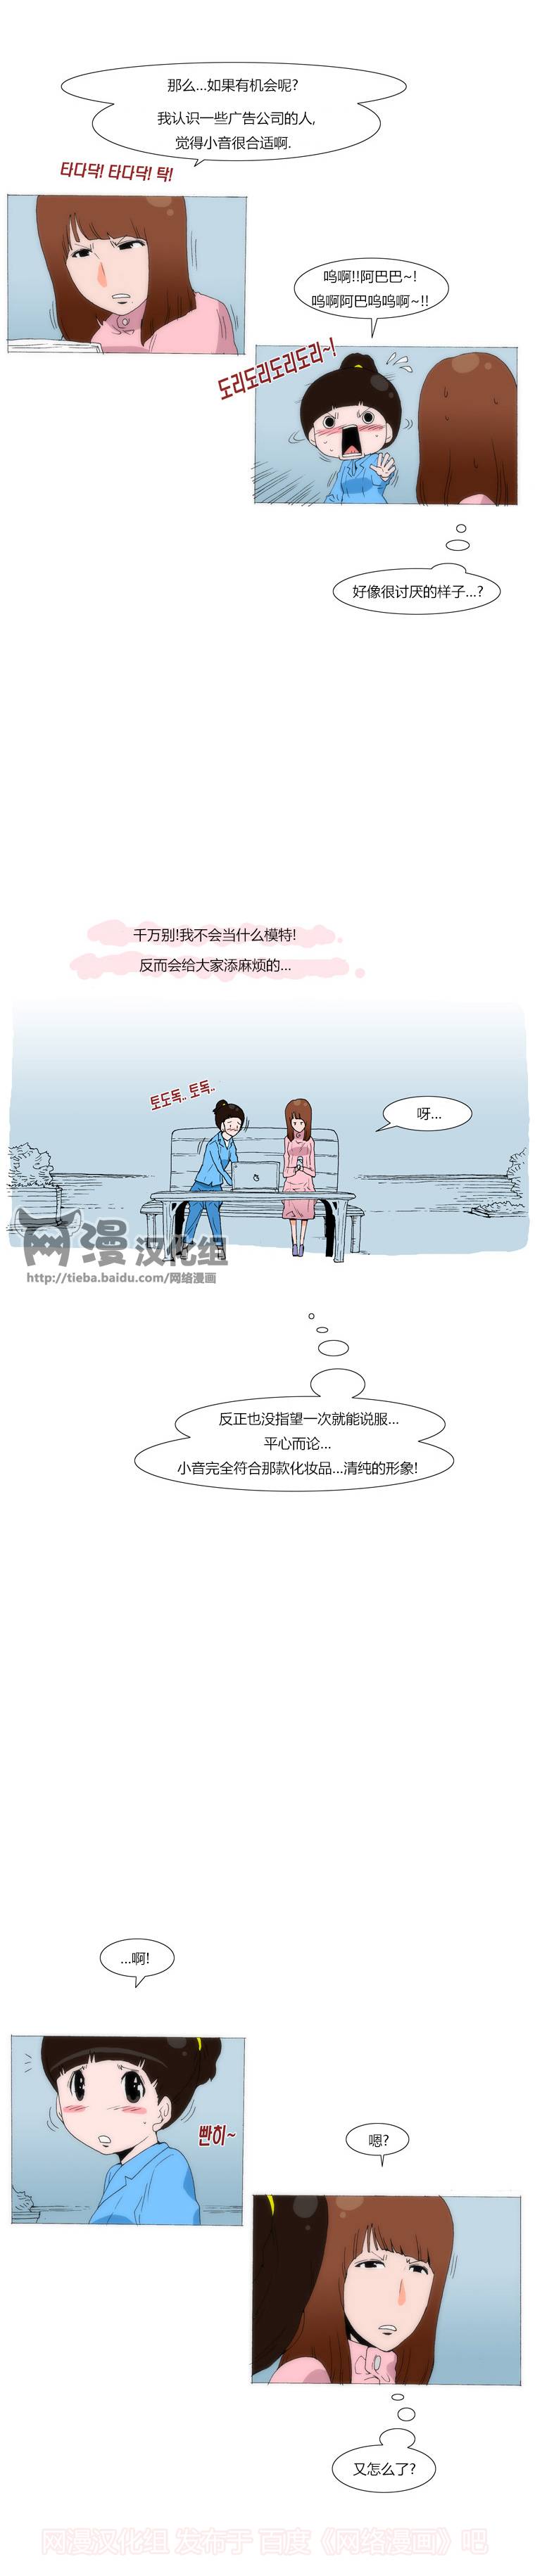 那么...如果有机会呢?
我认识一些广告公司的人,
觉得小音很合适啊.
타다닥! 타다닥! 탁!
呜啊!!阿巴巴~!
呜啊阿巴呜呜啊~!!
도리도리도리도리~!
好像很讨厌的样子...?
千万别!我不会当什么模特!
反而会给大家添麻烦的...
토도독.. 토독..
呀...
网漫汉化组
http://tieba.baidu.com/网络漫画
反正也没指望一次就能说服...
平心而论...
小音完全符合那款化妆品...清纯的形象!
...啊!
빤히~
嗯?
又怎么了?
网漫汉化组 发布于 百度《网络漫画》吧